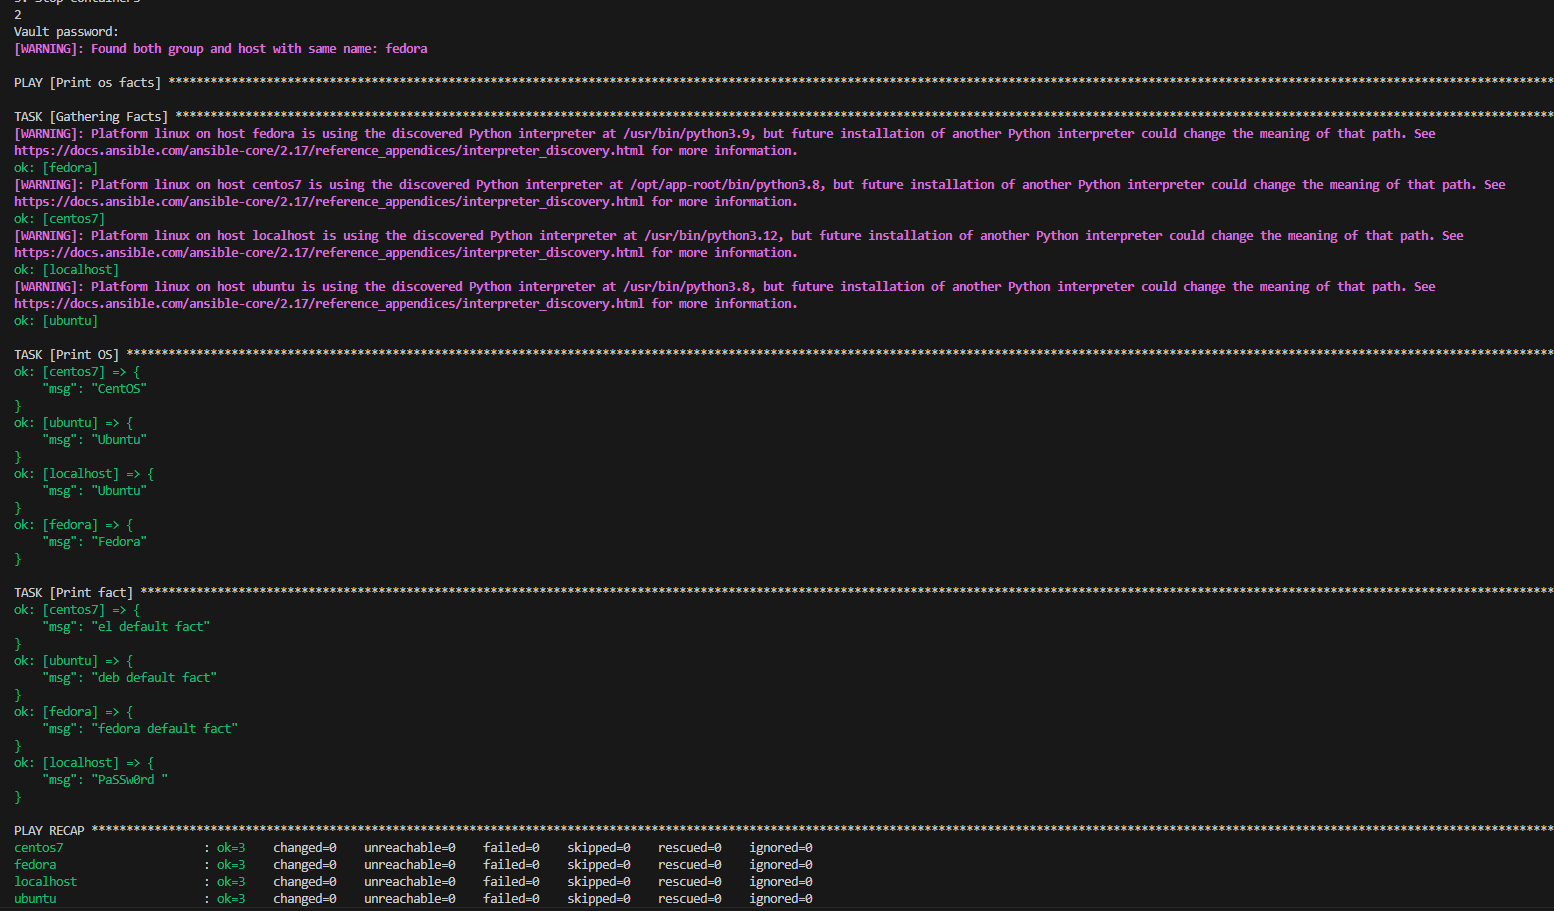 3. Stop containers
2
Vault password:
[WARNING]: Found both group and host with same name: fedora
PLAY [Print os facts] ****************************************************************************************************************************************************************************************************
TASK [Gathering Facts] ***************************************************************************************************************************************************************************************************
[WARNING]: Platform linux on host fedora is using the discovered Python interpreter at /usr/bin/python3.9, but future installation of another Python interpreter could change the meaning of that path. See
https://docs.ansible.com/ansible-core/2.17/reference_appendices/interpreter_discovery.html for more information.
ok: [fedora]
[WARNING]: Platform linux on host centos7 is using the discovered Python interpreter at /opt/app-root/bin/python3.8, but future installation of another Python interpreter could change the meaning of that path. See
https://docs.ansible.com/ansible-core/2.17/reference_appendices/interpreter_discovery.html for more information.
ok: [centos7]
[WARNING]: Platform linux on host localhost is using the discovered Python interpreter at /usr/bin/python3.12, but future installation of another Python interpreter could change the meaning of that path. See
https://docs.ansible.com/ansible-core/2.17/reference_appendices/interpreter_discovery.html for more information.
ok: [localhost]
[WARNING]: Platform linux on host ubuntu is using the discovered Python interpreter at /usr/bin/python3.8, but future installation of another Python interpreter could change the meaning of that path. See
https://docs.ansible.com/ansible-core/2.17/reference_appendices/interpreter_discovery.html for more information.
ok: [ubuntu]
TASK [Print OS] **********************************************************************************************************************************************************************************************************
ok: [centos7] => {
    "msg": "CentOS"
}
ok: [ubuntu] => {
    "msg": "Ubuntu"
}
ok: [localhost] => {
    "msg": "Ubuntu"
}
ok: [fedora] => {
    "msg": "Fedora"
}
TASK [Print fact] ********************************************************************************************************************************************************************************************************
ok: [centos7] => {
    "msg": "el default fact"
}
ok: [ubuntu] => {
    "msg": "deb default fact"
}
ok: [fedora] => {
    "msg": "fedora default fact"
}
ok: [localhost] => {
    "msg": "PaSSw0rd "
}
PLAY RECAP ***************************************************************************************************************************************************************************************************************
centos7                    : ok=3    changed=0    unreachable=0    failed=0    skipped=0    rescued=0    ignored=0
fedora                     : ok=3    changed=0    unreachable=0    failed=0    skipped=0    rescued=0    ignored=0
localhost                  : ok=3    changed=0    unreachable=0    failed=0    skipped=0    rescued=0    ignored=0
ubuntu                     : ok=3    changed=0    unreachable=0    failed=0    skipped=0    rescued=0    ignored=0